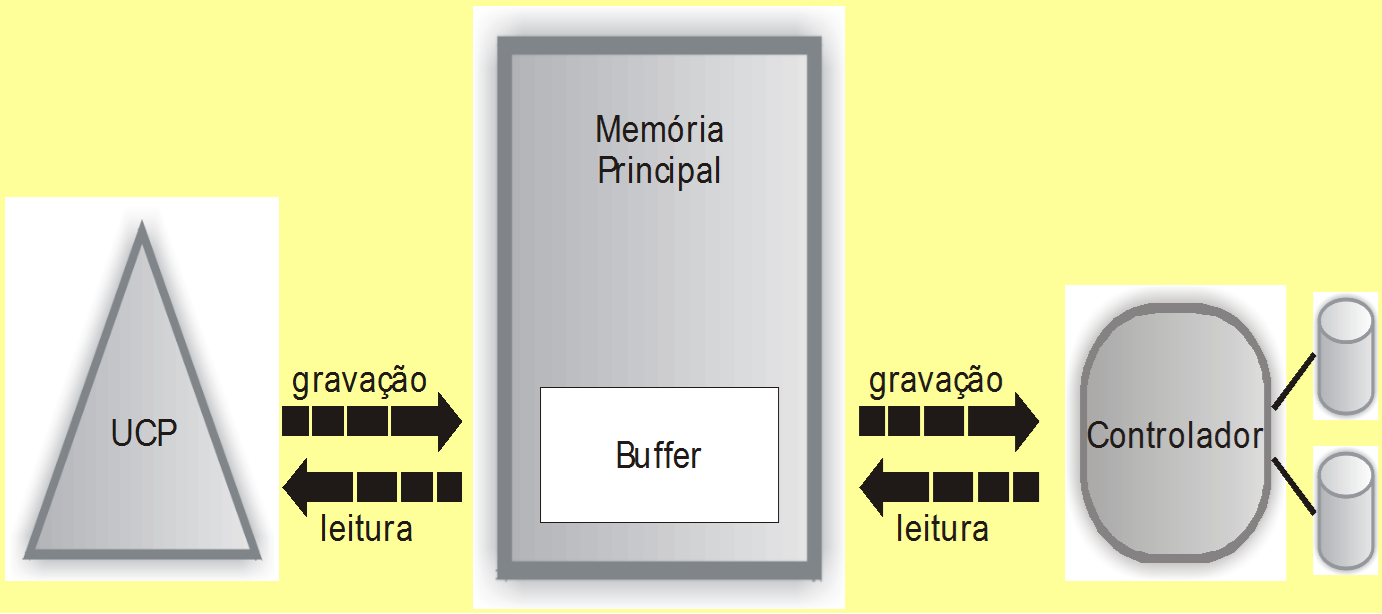 Memória
Principal
gravação
gravação
UCP
Buffer
Controlador
leitura
leitura